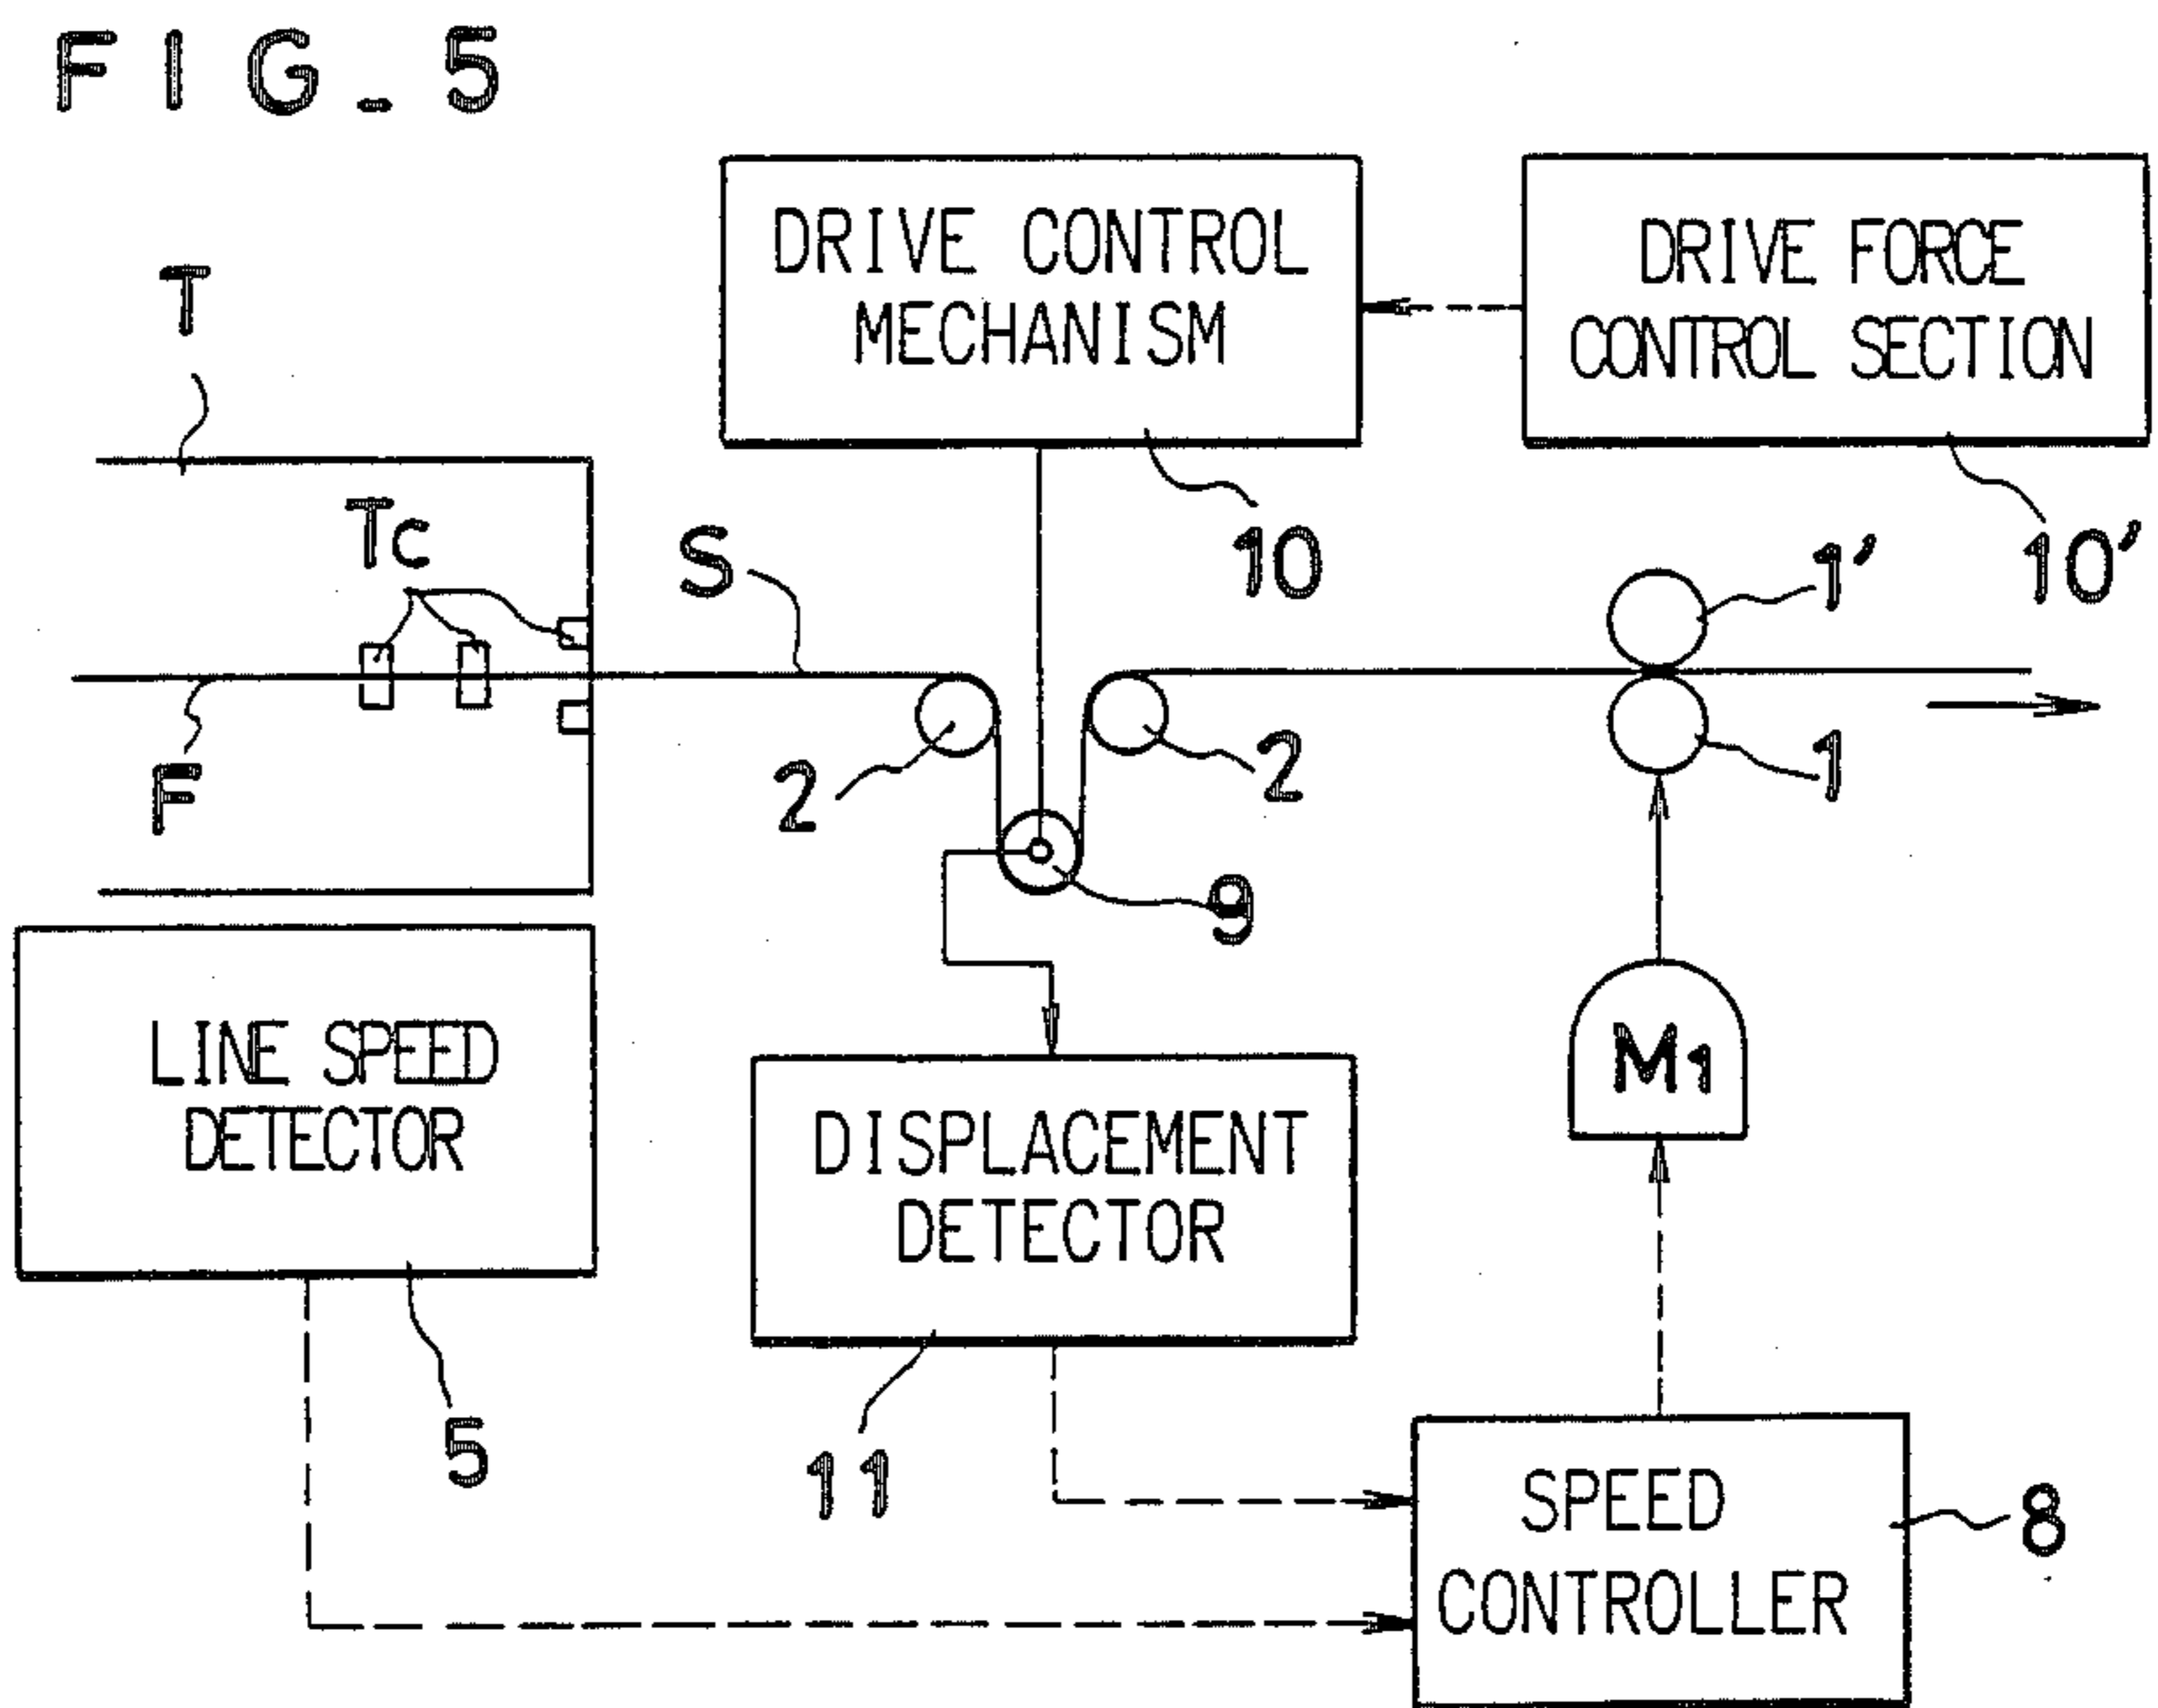 FIG_5
DRIVE CONTROL
MECHANISM
DRIVE FORCE
CONTROL SECTION
T
Tc
S
10
10'
1'
F
2
2
1
9
LINE SPEED
DETECTOR
M1
DISPLACEMENT
DETECTOR
5
11
SPEED
CONTROLLER
8